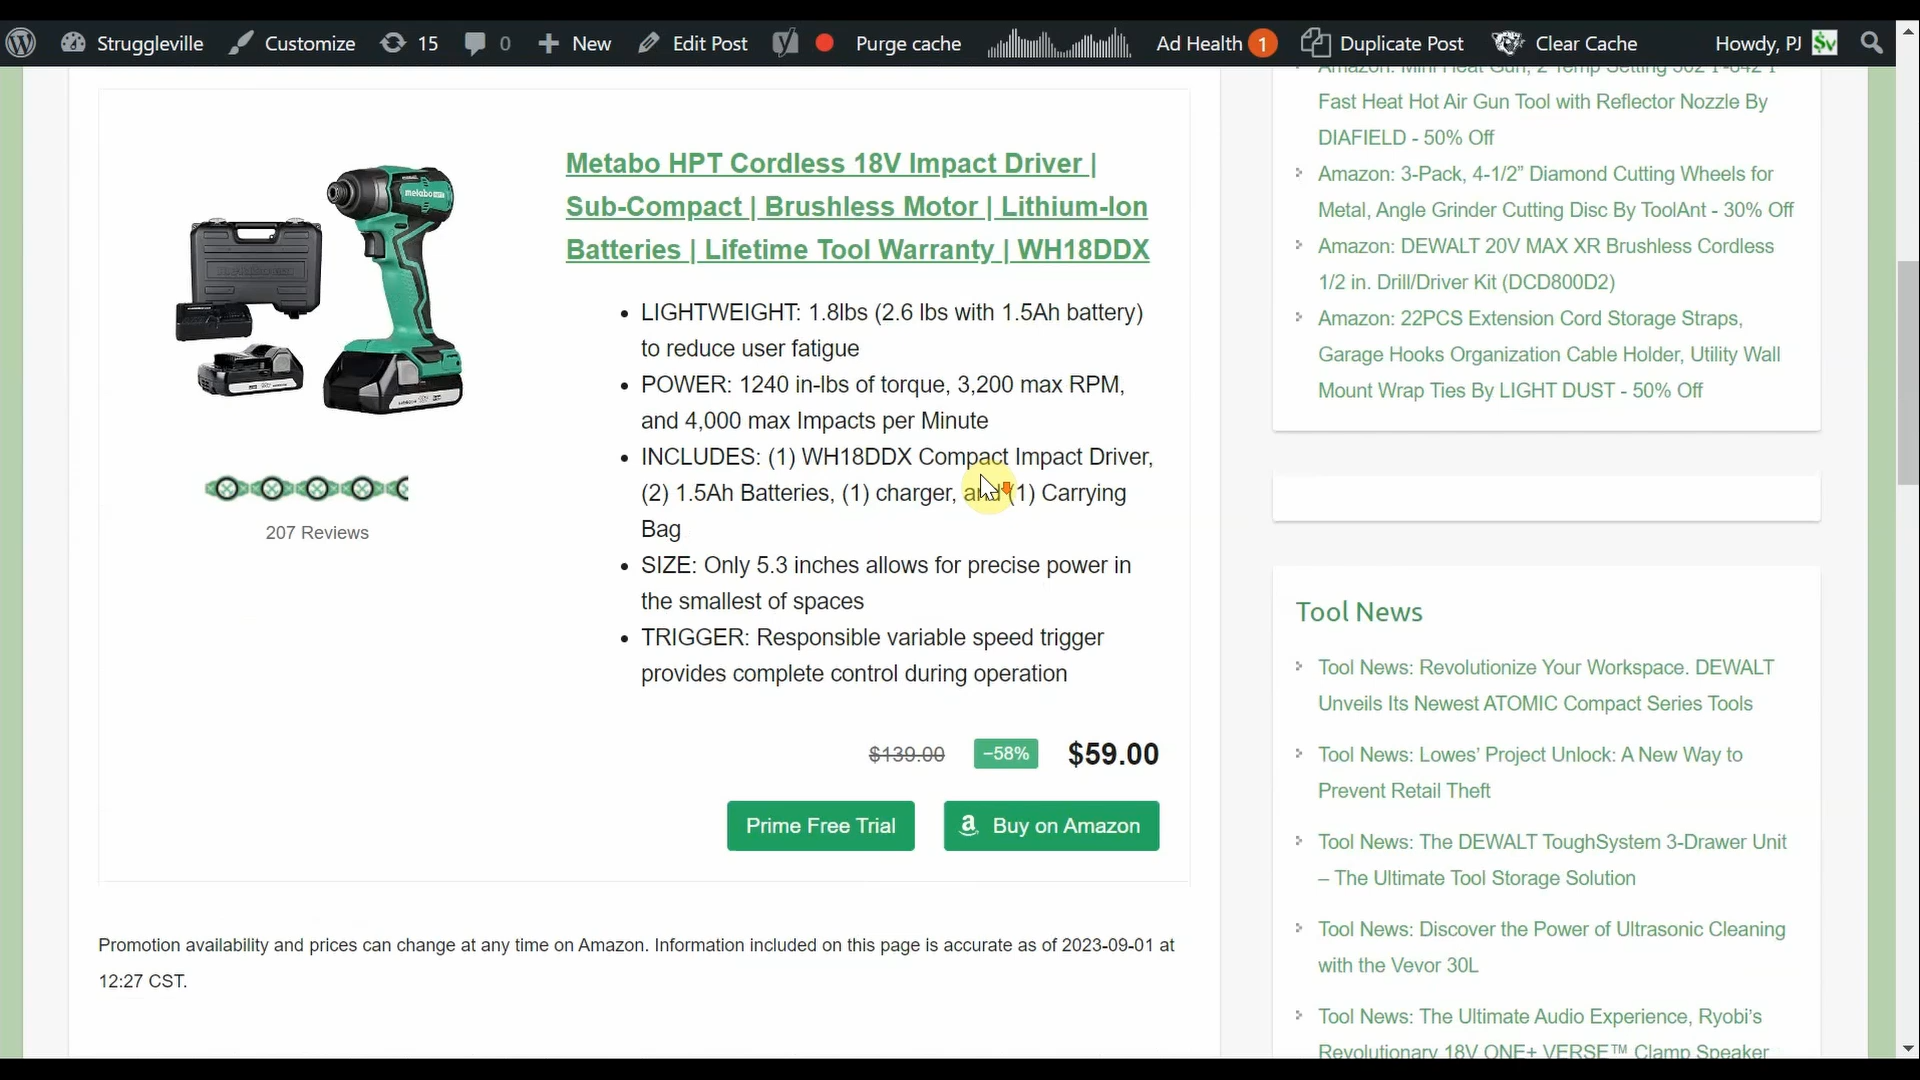 Struggleville Customize 15 0 New Edit Post Purge cache Ad Health 1 Duplicate Post Clear Cache Howdy, PJ
Metabo HPT Cordless 18V Impact Driver |
Sub-Compact | Brushless Motor | Lithium-Ion
Batteries | Lifetime Tool Warranty | WH18DDX
metabo HPT
• LIGHTWEIGHT: 1.8lbs (2.6 lbs with 1.5Ah battery)
to reduce user fatigue
• POWER: 1240 in-lbs of torque, 3,200 max RPM,
and 4,000 max Impacts per Minute
• INCLUDES: (1) WH18DDX Compact Impact Driver,
(2) 1.5Ah Batteries, (1) charger, and (1) Carrying
Bag
• SIZE: Only 5.3 inches allows for precise power in
the smallest of spaces
• TRIGGER: Responsible variable speed trigger
provides complete control during operation
207 Reviews
$139.00 −58% $59.00
Prime Free Trial Buy on Amazon
Promotion availability and prices can change at any time on Amazon. Information included on this page is accurate as of 2023-09-01 at
12:27 CST.
Fast Heat Hot Air Gun Tool with Reflector Nozzle By
DIAFIELD - 50% Off
Amazon: 3-Pack, 4-1/2” Diamond Cutting Wheels for
Metal, Angle Grinder Cutting Disc By ToolAnt - 30% Off
Amazon: DEWALT 20V MAX XR Brushless Cordless
1/2 in. Drill/Driver Kit (DCD800D2)
Amazon: 22PCS Extension Cord Storage Straps,
Garage Hooks Organization Cable Holder, Utility Wall
Mount Wrap Ties By LIGHT DUST - 50% Off
Tool News
Tool News: Revolutionize Your Workspace. DEWALT
Unveils Its Newest ATOMIC Compact Series Tools
Tool News: Lowes’ Project Unlock: A New Way to
Prevent Retail Theft
Tool News: The DEWALT ToughSystem 3-Drawer Unit
– The Ultimate Tool Storage Solution
Tool News: Discover the Power of Ultrasonic Cleaning
with the Vevor 30L
Tool News: The Ultimate Audio Experience, Ryobi’s
Revolutionary 18V ONE+ VERSE™ Clamp Speaker